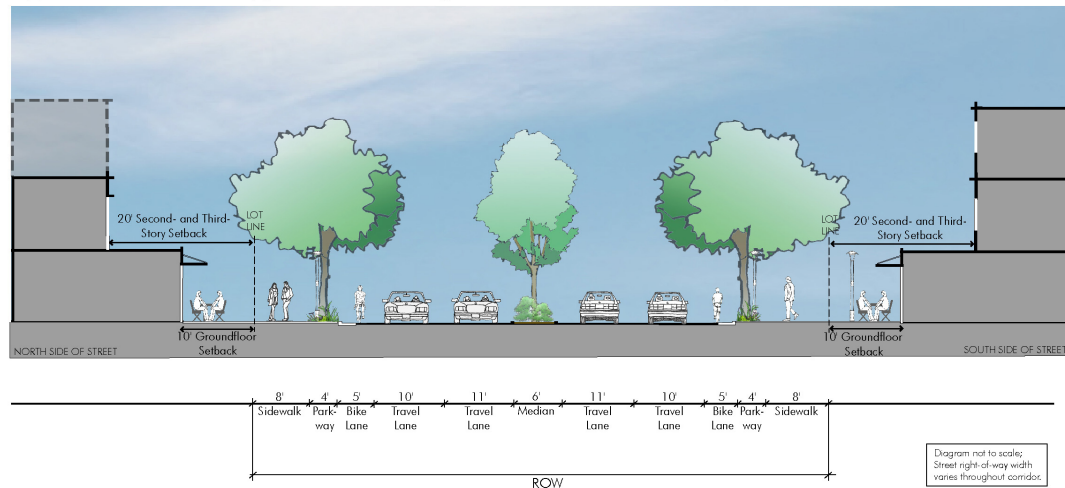 LOT
LINE
20' Second- and Third-
Story Setback
LOT
LINE
20' Second- and Third-
Story Setback
10' Groundfloor
Setback
10' Groundfloor
Setback
NORTH SIDE OF STREET
SOUTH SIDE OF STREET
8' 4' 5' 10' 11' 6' 11' 10' 5' 4' 8'
Sidewalk Park- Bike Travel Travel Median Travel Travel Bike Park- Sidewalk
way Lane Lane Lane Lane Lane Lane way
Diagram not to scale;
Street right-of-way width
varies throughout corridor.
ROW